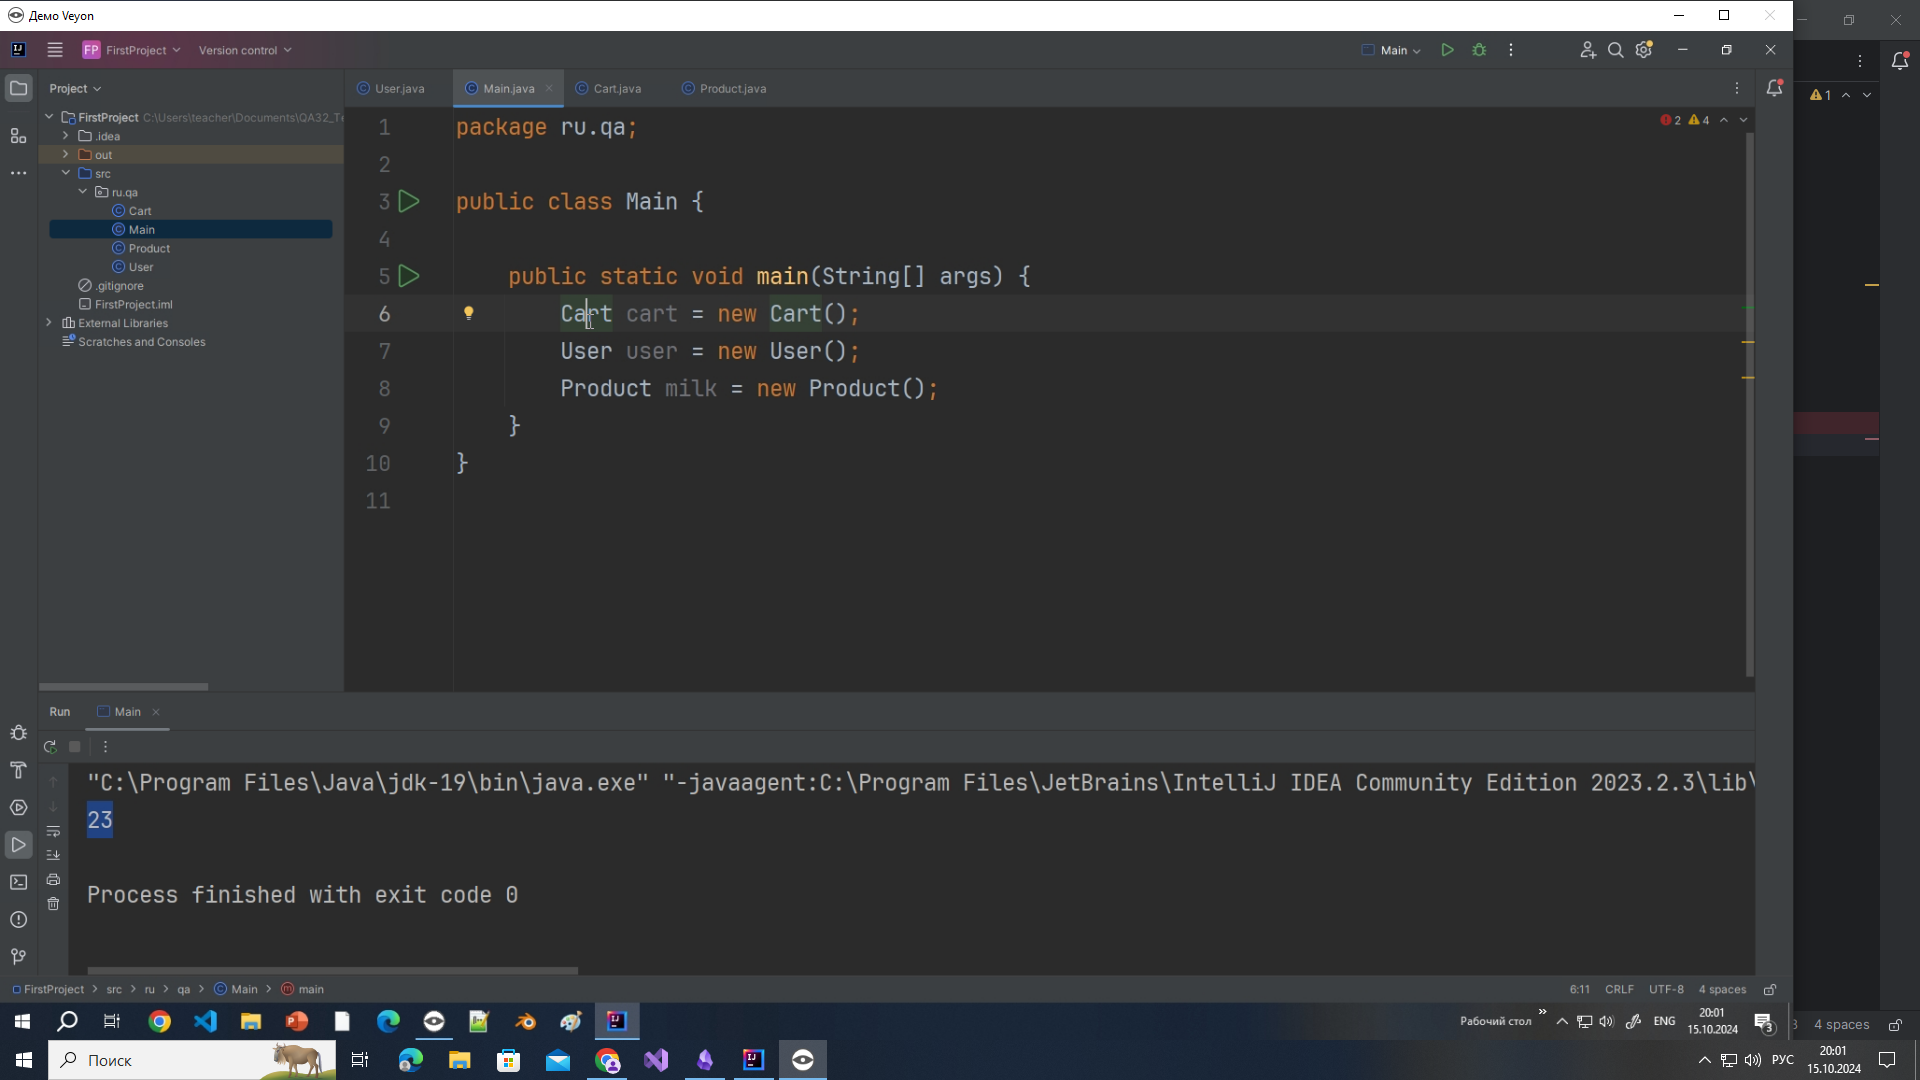 Демо Veyon
FP FirstProject
Version control
Main
Project
User.java
Main.java
Cart.java
Product.java
FirstProject C:\Users\teacher\Documents\QA32_Te
.idea
out
src
ru.qa
Cart
Main
Product
User
.gitignore
FirstProject.iml
External Libraries
Scratches and Consoles
2 4
1
1 package ru.qa;
2
3 public class Main {
4
5 public static void main(String[] args) {
6 Cart cart = new Cart();
7 User user = new User();
8 Product milk = new Product();
9 }
10 }
11
Run
Main
"C:\Program Files\Java\jdk-19\bin\java.exe" "-javaagent:C:\Program Files\JetBrains\IntelliJ IDEA Community Edition 2023.2.3\lib\
23
Process finished with exit code 0
FirstProject > src > ru > qa > Main > main
6:11 CRLF UTF-8 4 spaces
Рабочий стол » ENG 20:01 15.10.2024 3
4 spaces
Поиск
РУС 20:01 15.10.2024